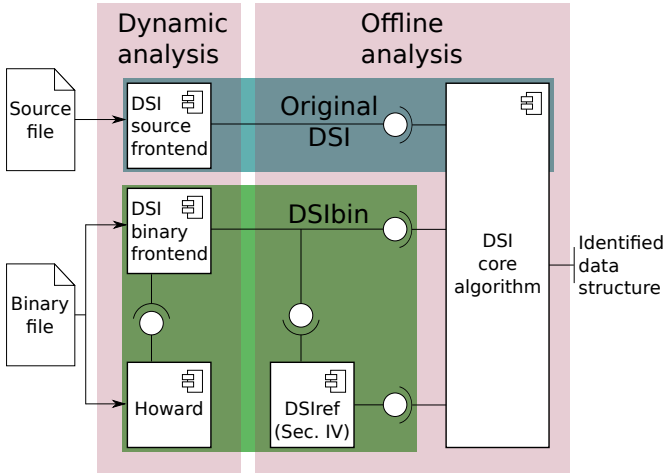 Dynamic
analysis
Offline
analysis
Source
file
DSI
source
frontend
Original
DSI
DSI
binary
frontend
DSIbin
Binary
file
DSI
core
algorithm
Identified
data
structure
Howard
DSIref
(Sec. IV)